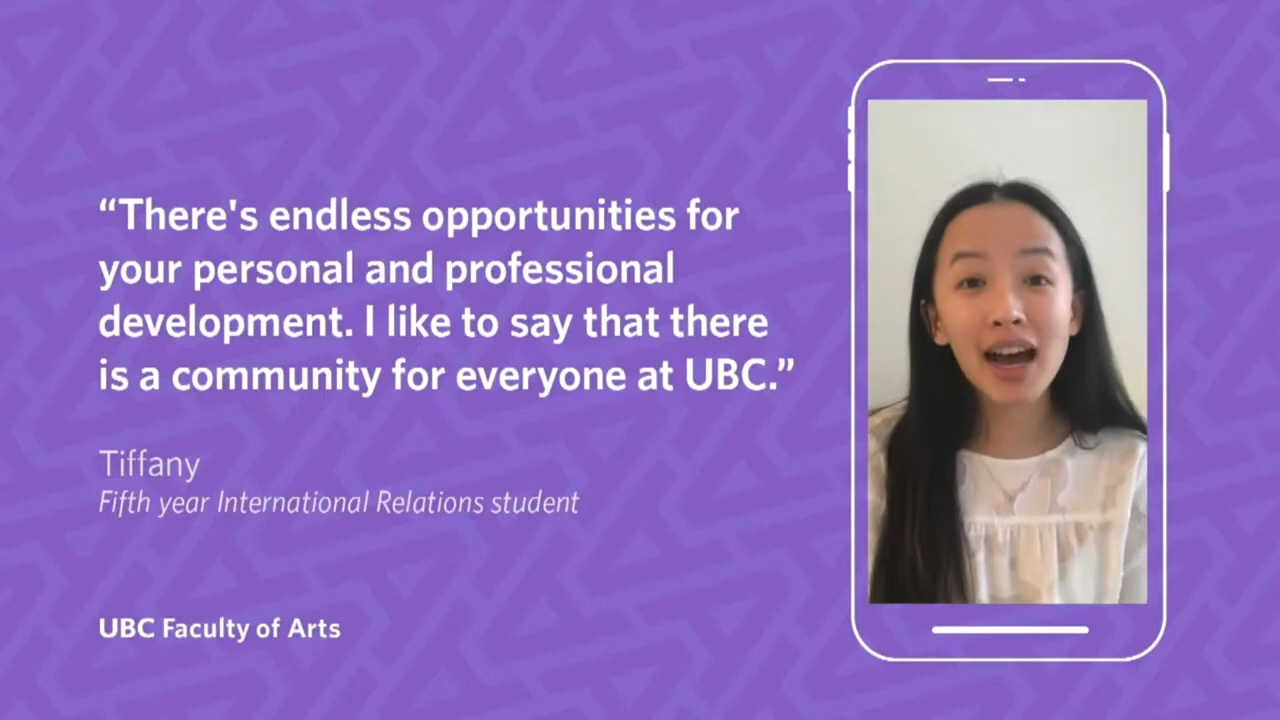 “There's endless opportunities for
your personal and professional
development. I like to say that there
is a community for everyone at UBC.”
Tiffany
Fifth year International Relations student
UBC Faculty of Arts